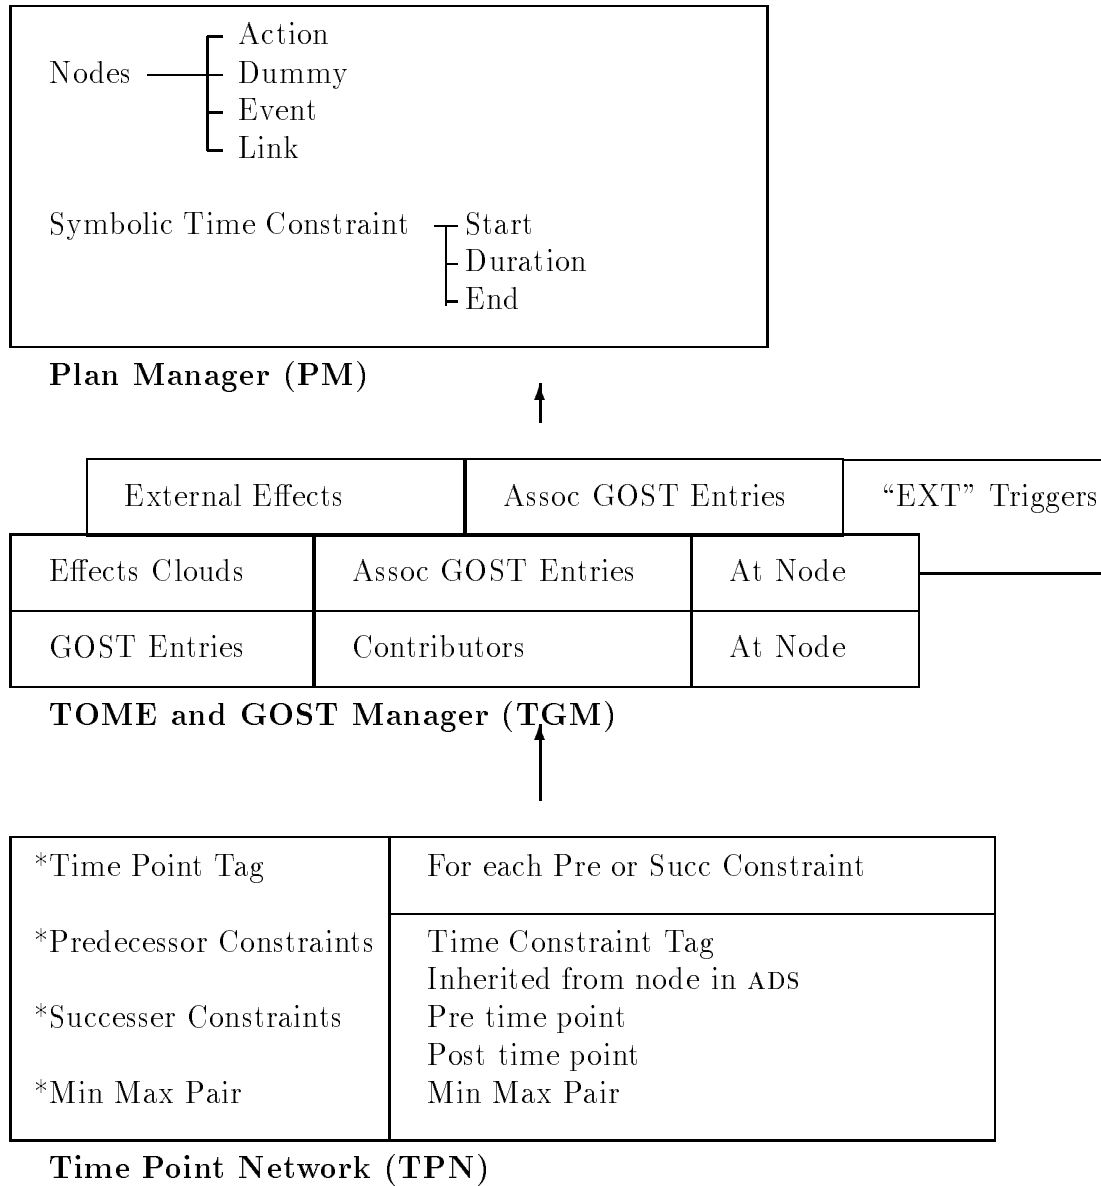 Action
Nodes Dummy
Event
Link
Symbolic Time Constraint Start
Duration
End
Plan Manager (PM)
External Effects Assoc GOST Entries “EXT” Triggers
Effects Clouds Assoc GOST Entries At Node
GOST Entries Contributors At Node
TOME and GOST Manager (TGM)
*Time Point Tag For each Pre or Succ Constraint
*Predecessor Constraints Time Constraint Tag
Inherited from node in ADS
*Successer Constraints Pre time point
Post time point
*Min Max Pair Min Max Pair
Time Point Network (TPN)